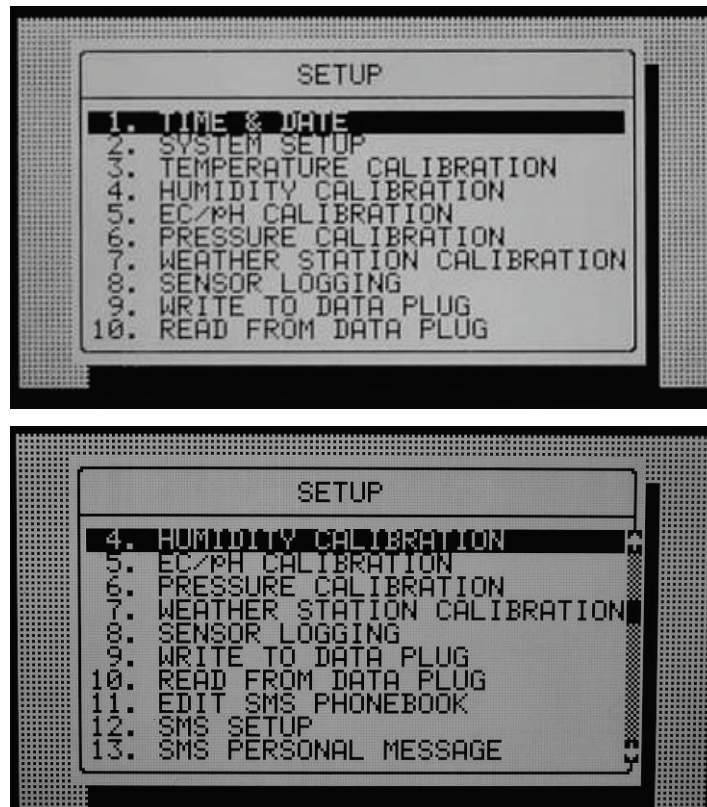 SETUP
1. TIME & DATE
2. SYSTEM SETUP
3. TEMPERATURE CALIBRATION
4. HUMIDITY CALIBRATION
5. EC/pH CALIBRATION
6. PRESSURE CALIBRATION
7. WEATHER STATION CALIBRATION
8. SENSOR LOGGING
9. WRITE TO DATA PLUG
10. READ FROM DATA PLUG
SETUP
4. HUMIDITY CALIBRATION
5. EC/pH CALIBRATION
6. PRESSURE CALIBRATION
7. WEATHER STATION CALIBRATION
8. SENSOR LOGGING
9. WRITE TO DATA PLUG
10. READ FROM DATA PLUG
11. EDIT SMS PHONEBOOK
12. SMS SETUP
13. SMS PERSONAL MESSAGE